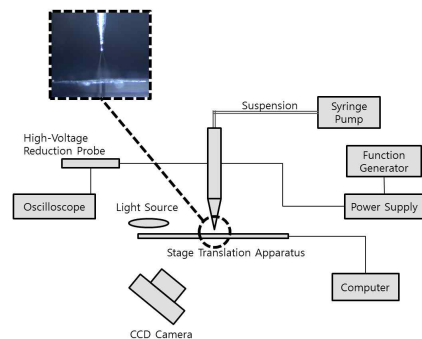 Suspension
Syringe
Pump
High-Voltage
Reduction Probe
Function
Generator
Oscilloscope
Light Source
Power Supply
Stage Translation Apparatus
Computer
CCD Camera